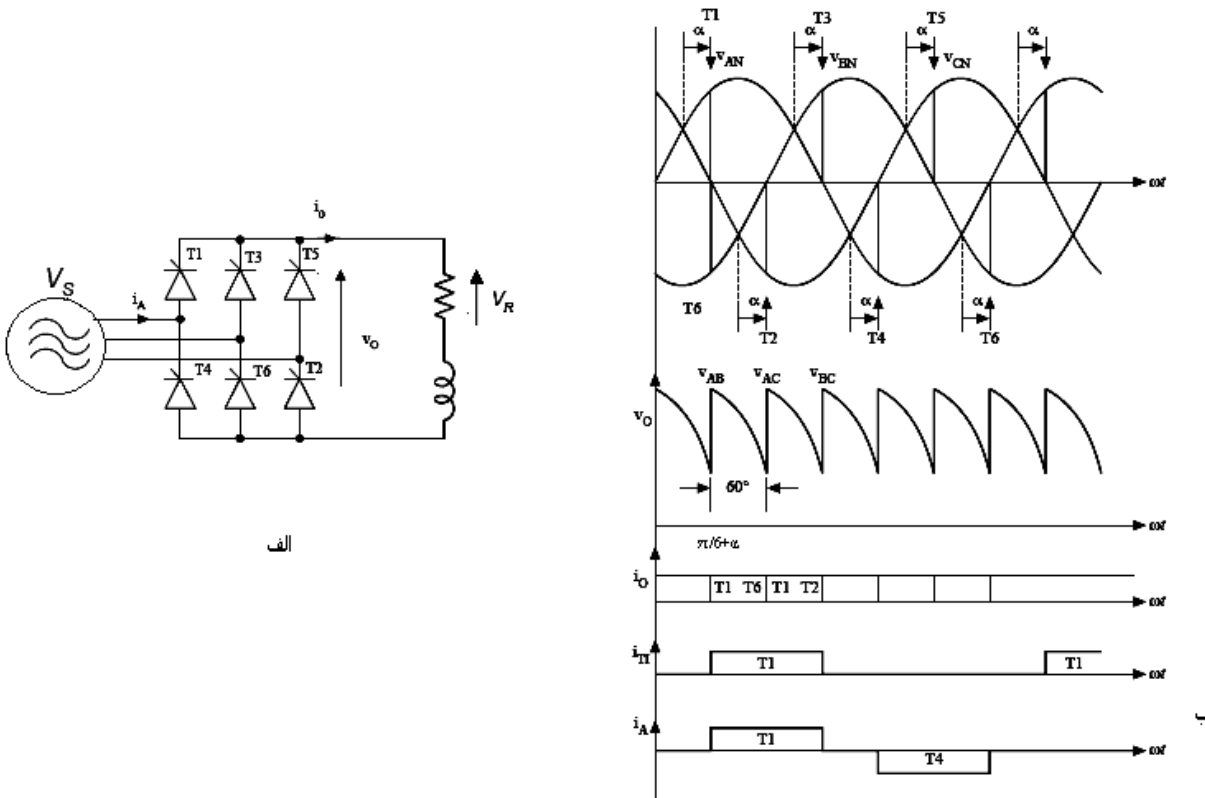 V_S
i_A
T1
T3
T5
T4
T6
T2
i_o
v_O
V_R
الف
T1 T3 T5
α α α α
v_AN v_BN v_CN
ωt
T6
α α α
T2 T4 T6
v_AB v_AC v_BC
v_O
60°
ωt
π/6+α
i_O
T1 T6 T1 T2
ωt
i_T1
T1 T1
ωt
i_A
T1
T4
ωt
ب